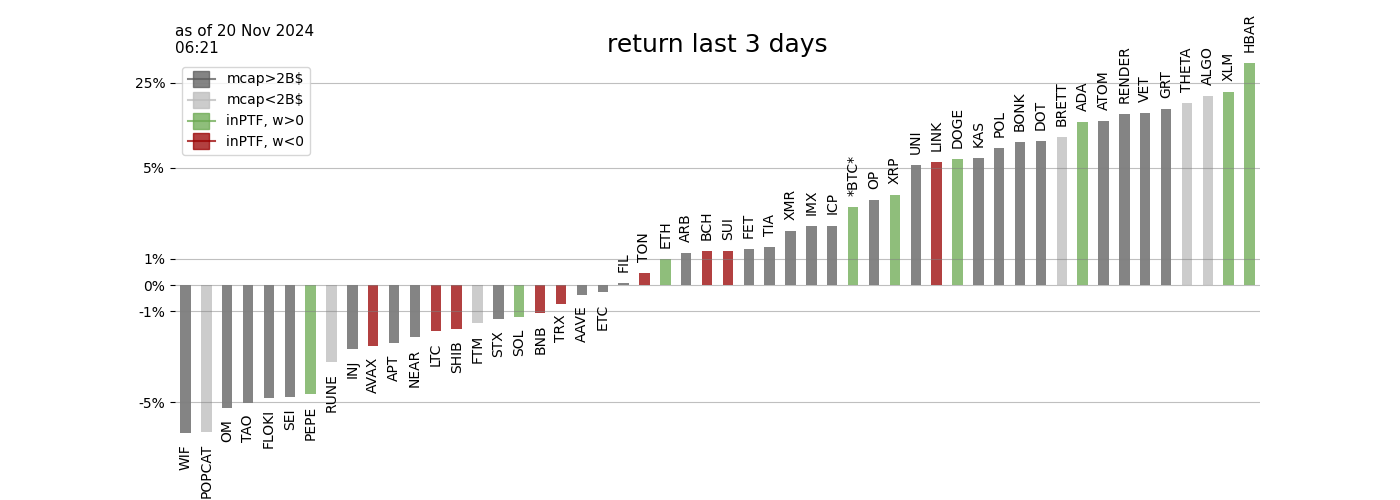 as of 20 Nov 2024
06:21
return last 3 days
mcap>2B$
mcap<2B$
inPTF, w>0
inPTF, w<0
25%
5%
1%
0%
-1%
-5%
WIF
POPCAT
OM
TAO
FLOKI
SEI
PEPE
RUNE
INJ
AVAX
APT
NEAR
LTC
SHIB
FTM
STX
SOL
BNB
TRX
AAVE
ETC
FIL
TON
ETH
ARB
BCH
SUI
FET
TIA
XMR
IMX
ICP
*BTC*
OP
XRP
UNI
LINK
DOGE
KAS
POL
BONK
DOT
BRETT
ADA
ATOM
RENDER
VET
GRT
THETA
ALGO
XLM
HBAR